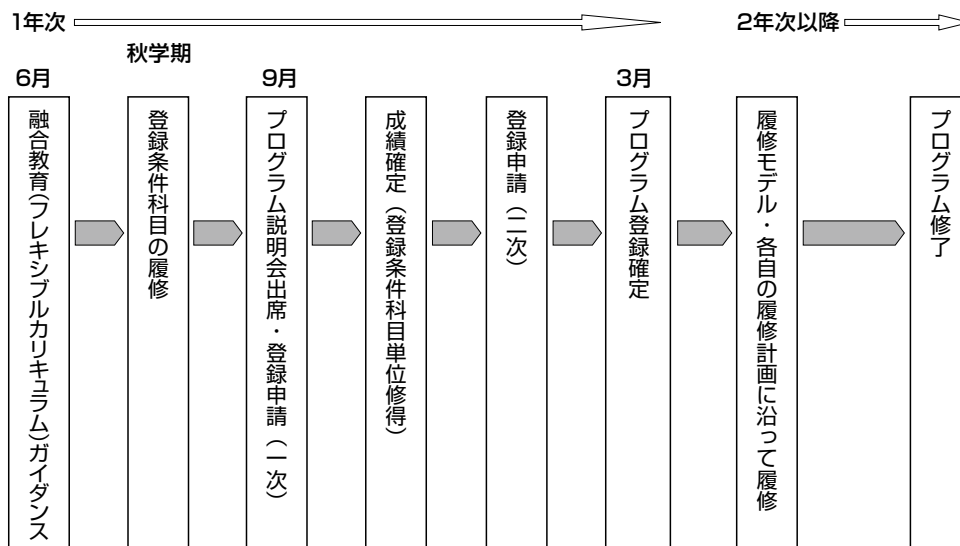 1年次
2年次以降
秋学期
6月
9月
3月
融合教育(フレキシブルカリキュラム)ガイダンス
登録条件科目の履修
プログラム説明会出席・登録申請(一次)
成績確定(登録条件科目単位修得)
登録申請(二次)
プログラム登録確定
履修モデル・各自の履修計画に沿って履修
プログラム修了